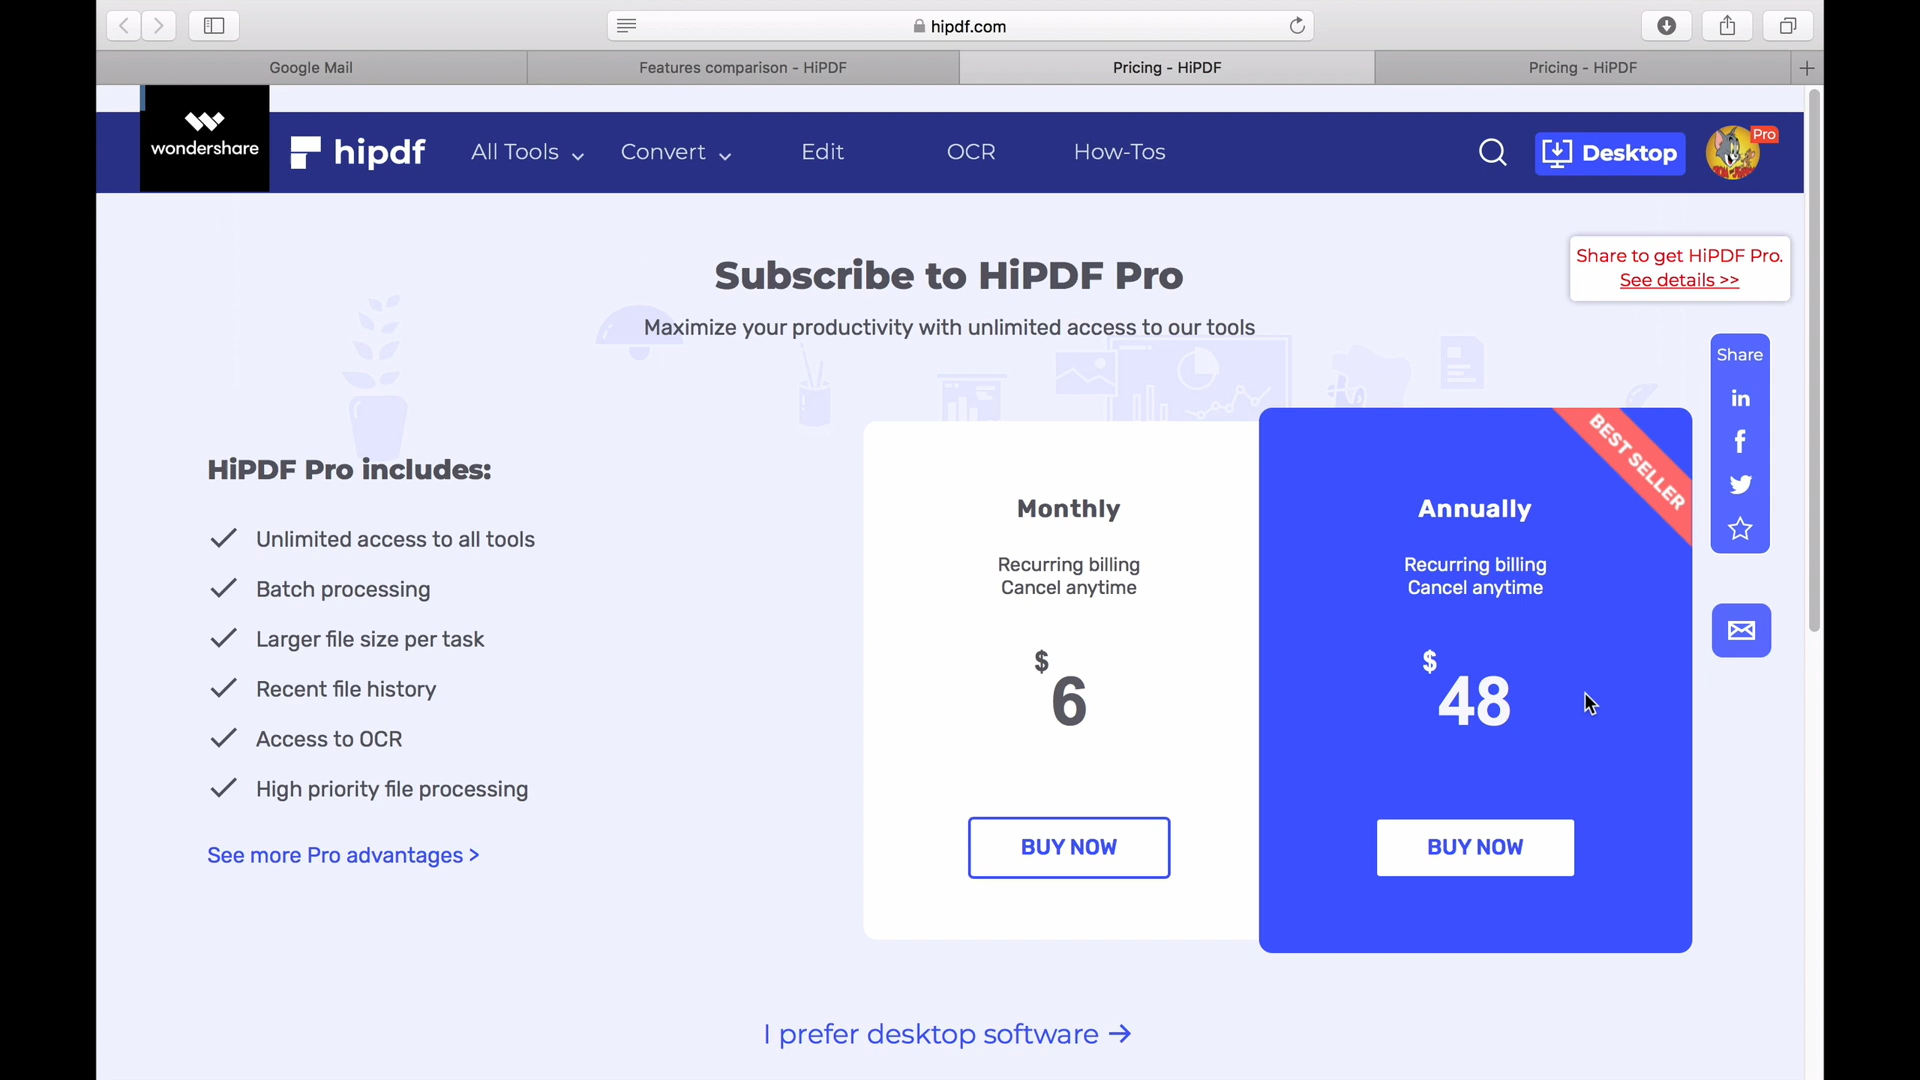 hipdf.com
Google Mail
Features comparison - HiPDF
Pricing - HiPDF
Pricing - HiPDF
wondershare
hipdf
All Tools
Convert
Edit
OCR
How-Tos
Desktop
Pro
Subscribe to HiPDF Pro
Maximize your productivity with unlimited access to our tools
Share to get HiPDF Pro.
See details >>
Share
HiPDF Pro includes:
Unlimited access to all tools
Batch processing
Larger file size per task
Recent file history
Access to OCR
High priority file processing
See more Pro advantages >
Monthly
Recurring billing
Cancel anytime
$
6
BUY NOW
BEST SELLER
Annually
Recurring billing
Cancel anytime
$
48
BUY NOW
I prefer desktop software →